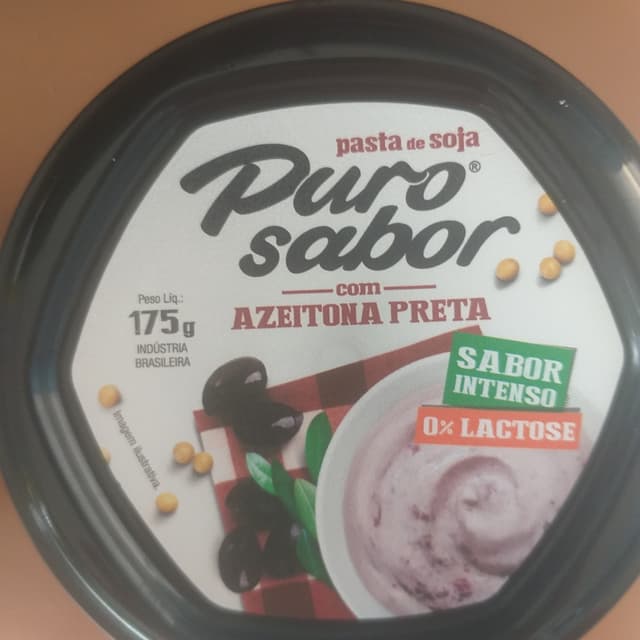 pasta de soja
Puro®
sabor
com
AZEITONA PRETA
Peso Líq.:
175g
INDÚSTRIA
BRASILEIRA
SABOR
INTENSO
0% LACTOSE
Imagem ilustrativa.